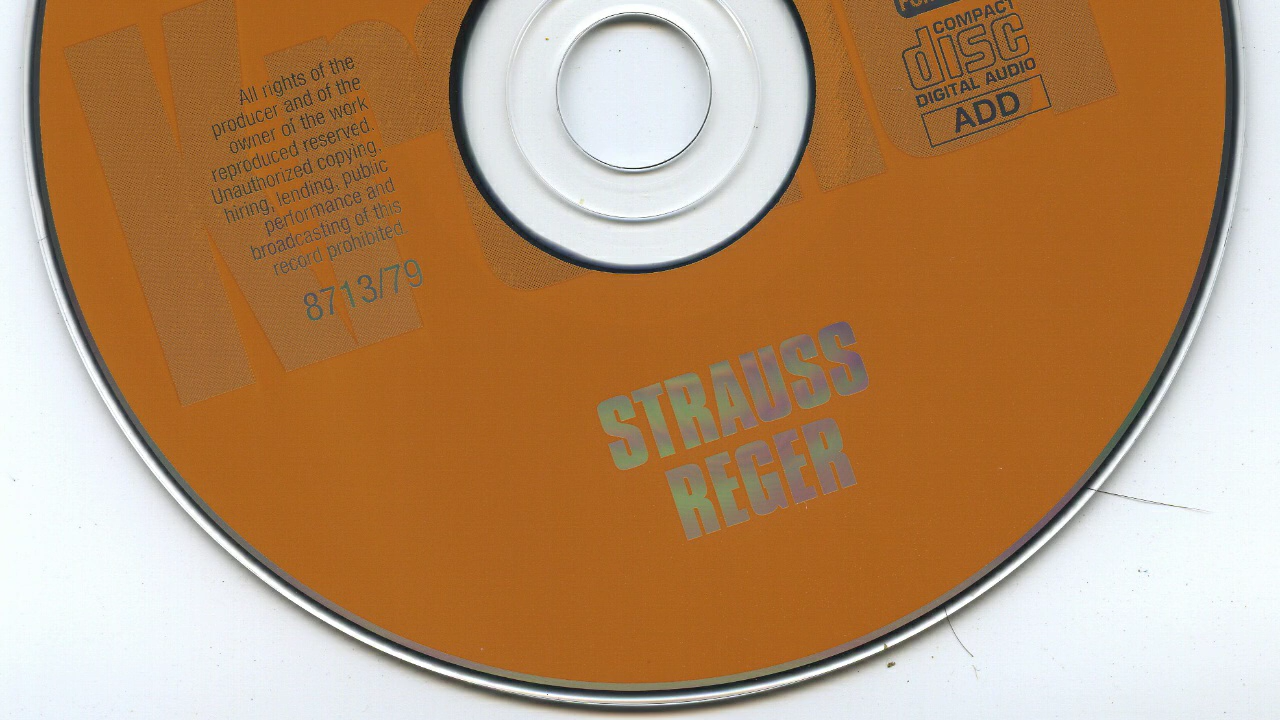 All rights of the
producer and of the
owner of the work
reproduced reserved.
Unauthorized copying,
hiring, lending, public
performance and
broadcasting of this
record prohibited.
8713/79
COMPACT
disc
DIGITAL AUDIO
ADD
STRAUSS
REGER